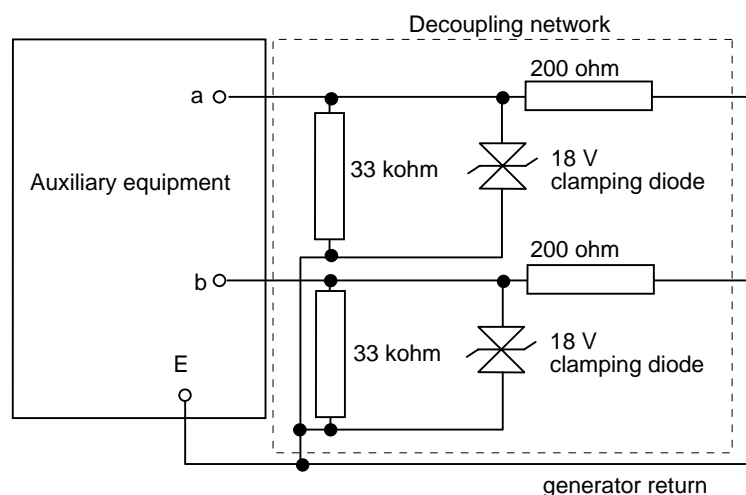 Decoupling network
200 ohm
a
18 V
clamping diode
33 kohm
Auxiliary equipment
200 ohm
b
18 V
clamping diode
33 kohm
E
generator return